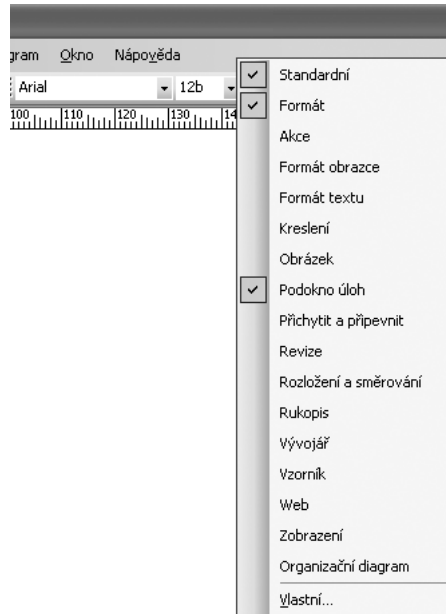 gram Okno Nápověda
Arial 12b
100 110 120 130 14
Standardní
Formát
Akce
Formát obrazce
Formát textu
Kreslení
Obrázek
Podokno úloh
Přichytit a připevnit
Revize
Rozložení a směrování
Rukopis
Vývojář
Vzorník
Web
Zobrazení
Organizační diagram
Vlastní...